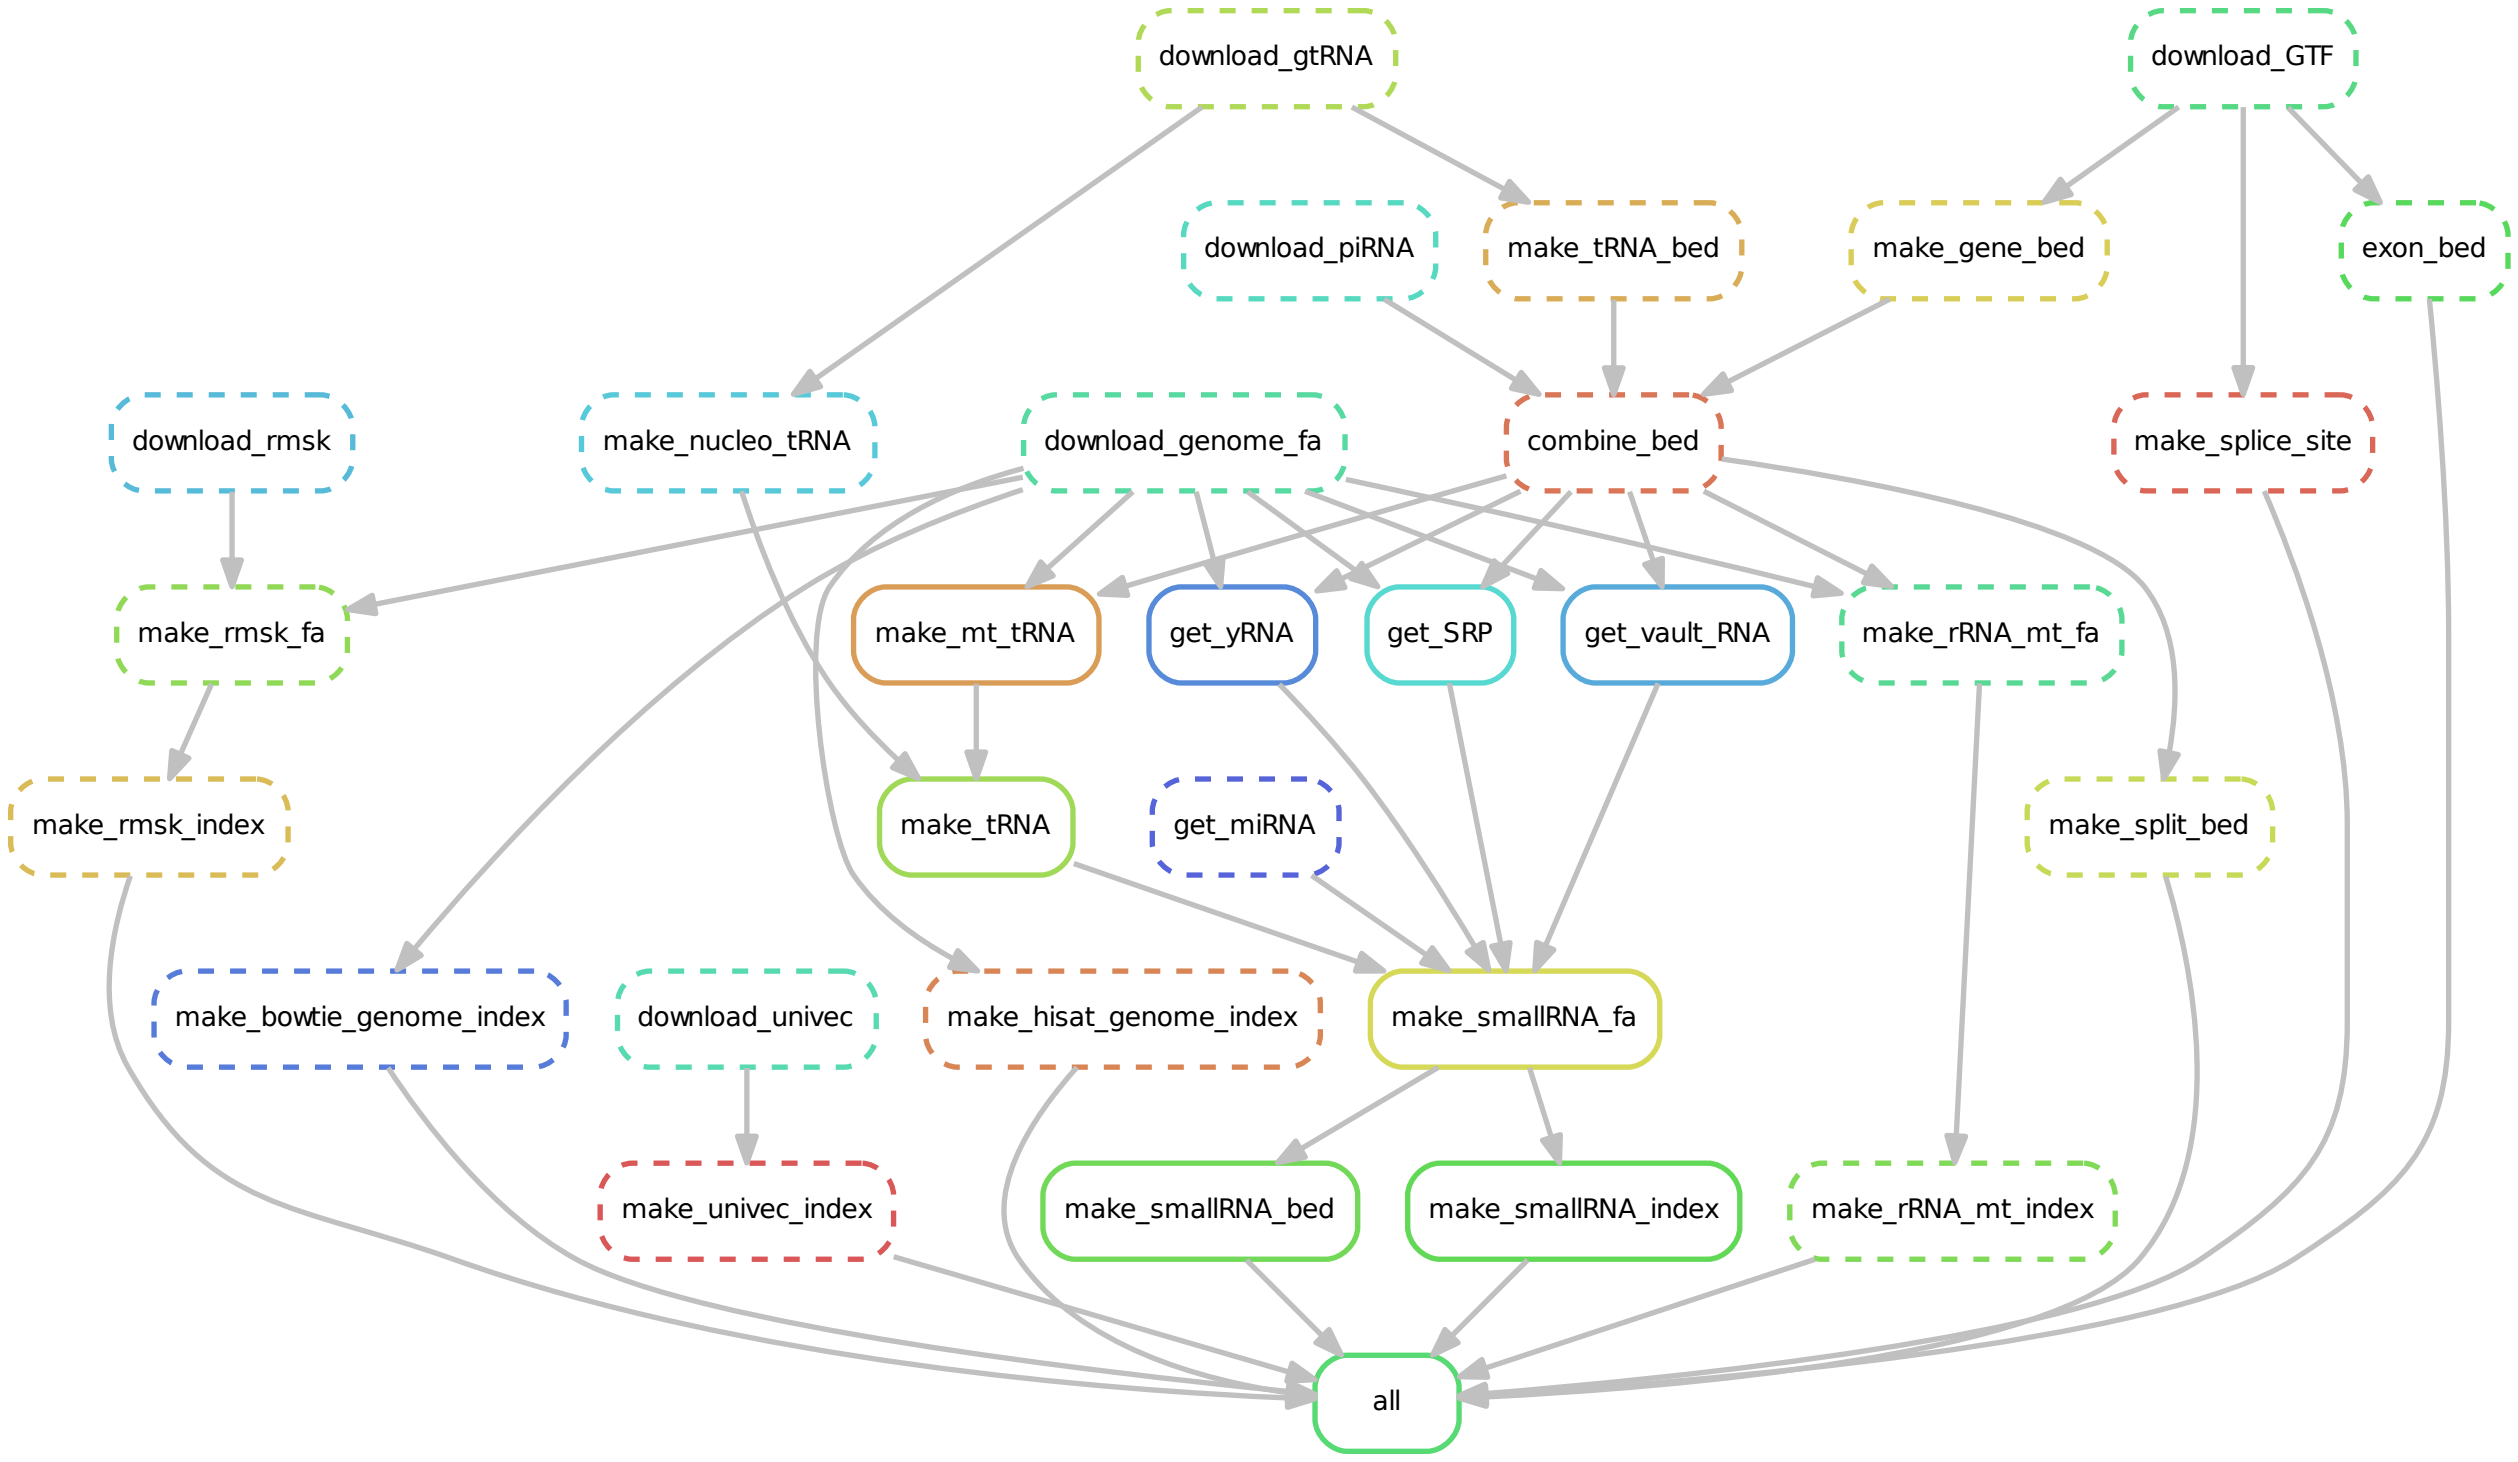 download_gtRNA
download_GTF
download_piRNA
make_tRNA_bed
make_gene_bed
exon_bed
download_rmsk
make_nucleo_tRNA
download_genome_fa
combine_bed
make_splice_site
make_rmsk_fa
make_mt_tRNA
get_yRNA
get_SRP
get_vault_RNA
make_rRNA_mt_fa
make_rmsk_index
make_tRNA
get_miRNA
make_split_bed
make_bowtie_genome_index
download_univec
make_hisat_genome_index
make_smallRNA_fa
make_univec_index
make_smallRNA_bed
make_smallRNA_index
make_rRNA_mt_index
all